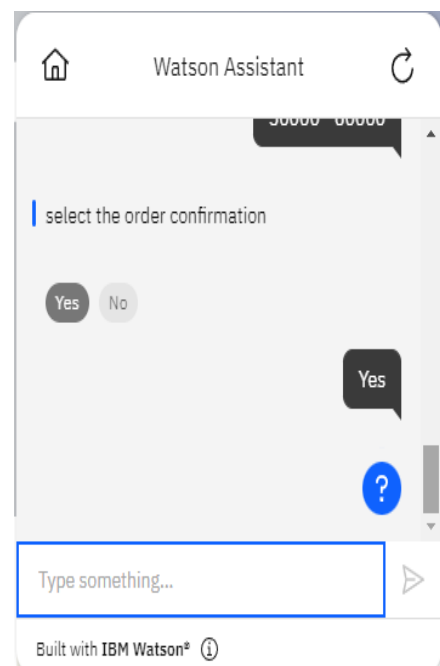 Watson Assistant
select the order confirmation
Yes No
Yes
?
Type something...
Built with IBM Watson®